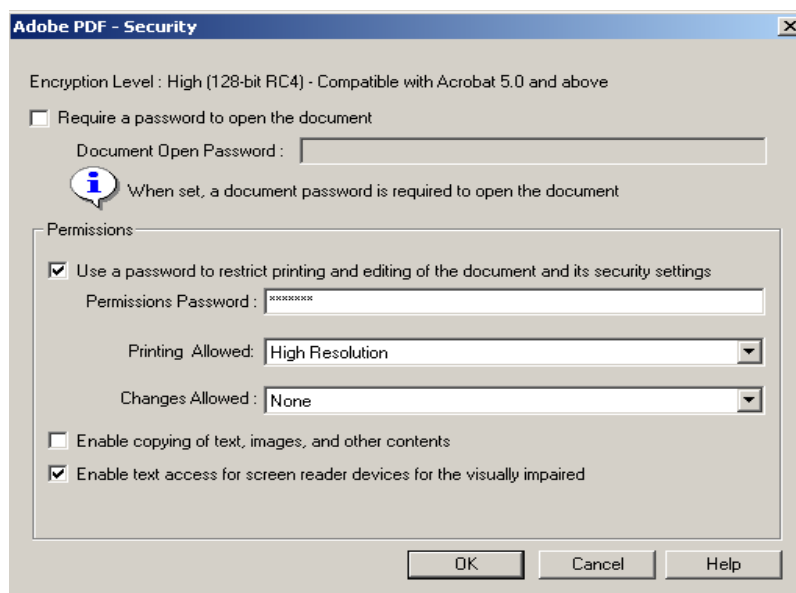 Adobe PDF - Security
Encryption Level : High (128-bit RC4) - Compatible with Acrobat 5.0 and above
Require a password to open the document
Document Open Password :
When set, a document password is required to open the document
Permissions
Use a password to restrict printing and editing of the document and its security settings
Permissions Password : *******
Printing Allowed: High Resolution
Changes Allowed : None
Enable copying of text, images, and other contents
Enable text access for screen reader devices for the visually impaired
OK Cancel Help